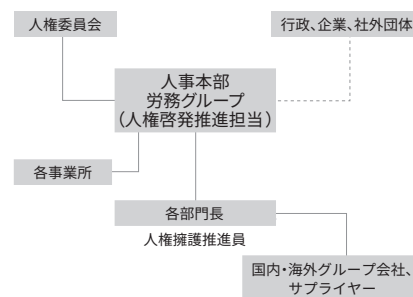 人権委員会
行政、企業、社外団体
人事本部
労務グループ
(人権啓発推進担当)
各事業所
各部門長
人権擁護推進員
国内・海外グループ会社、
サプライヤー